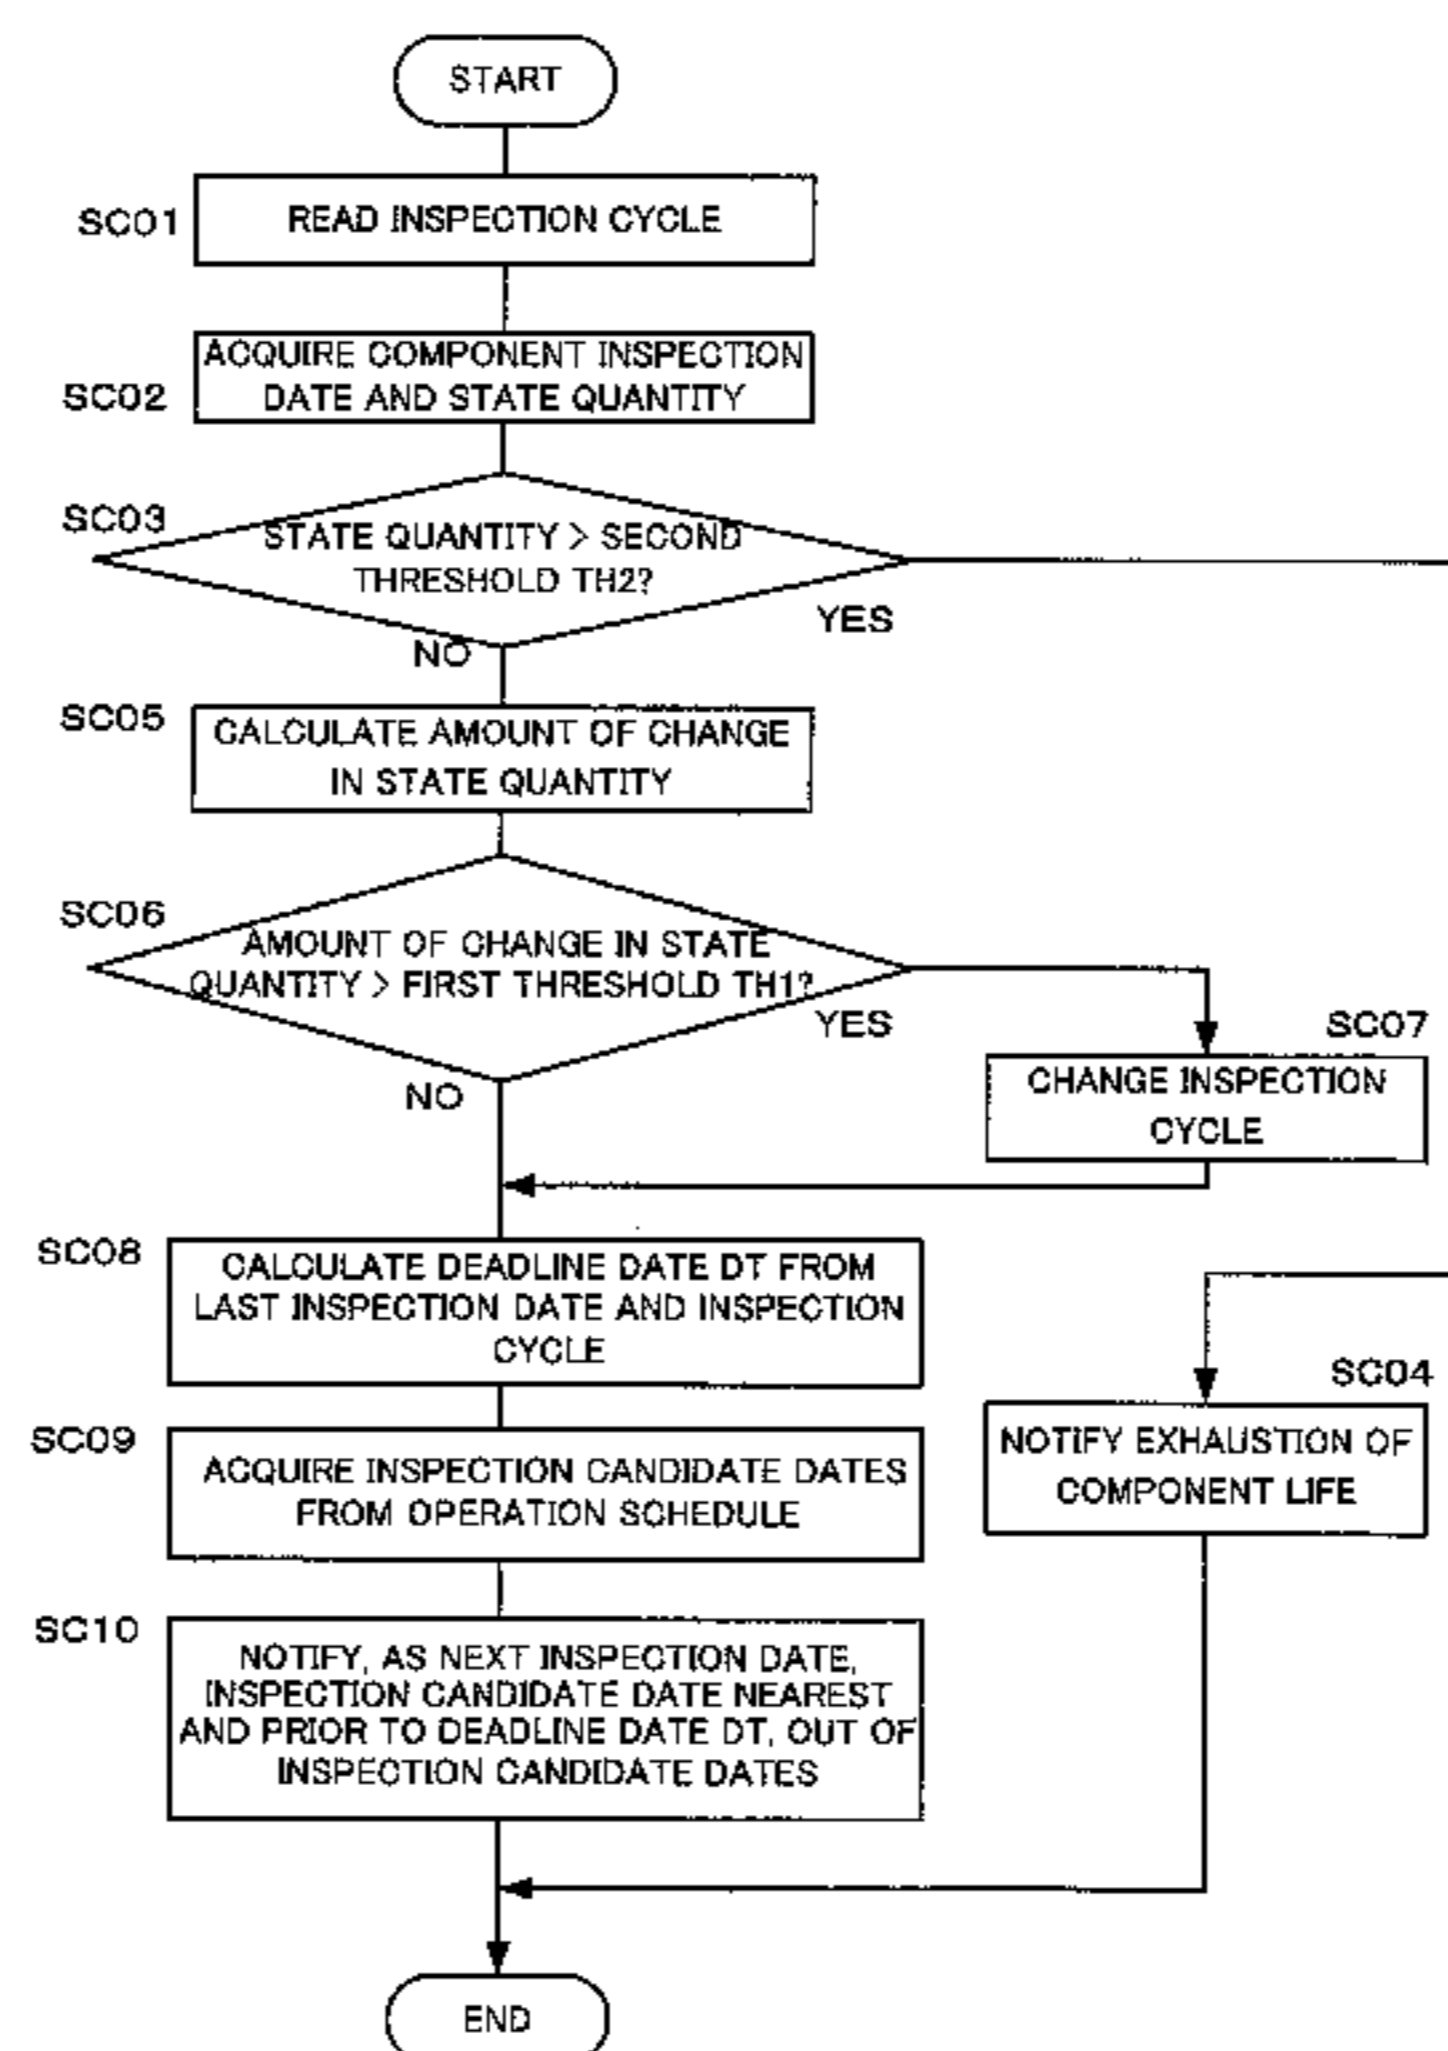 START
SC01
READ INSPECTION CYCLE
SC02
ACQUIRE COMPONENT INSPECTION
DATE AND STATE QUANTITY
SC03
STATE QUANTITY > SECOND
THRESHOLD TH2?
YES
NO
SC05
CALCULATE AMOUNT OF CHANGE
IN STATE QUANTITY
SC06
AMOUNT OF CHANGE IN STATE
QUANTITY > FIRST THRESHOLD TH1?
YES
NO
SC07
CHANGE INSPECTION
CYCLE
SC08
CALCULATE DEADLINE DATE DT FROM
LAST INSPECTION DATE AND INSPECTION
CYCLE
SC04
NOTIFY EXHAUSTION OF
COMPONENT LIFE
SC09
ACQUIRE INSPECTION CANDIDATE DATES
FROM OPERATION SCHEDULE
SC10
NOTIFY, AS NEXT INSPECTION DATE,
INSPECTION CANDIDATE DATE NEAREST
AND PRIOR TO DEADLINE DATE DT, OUT OF
INSPECTION CANDIDATE DATES
END